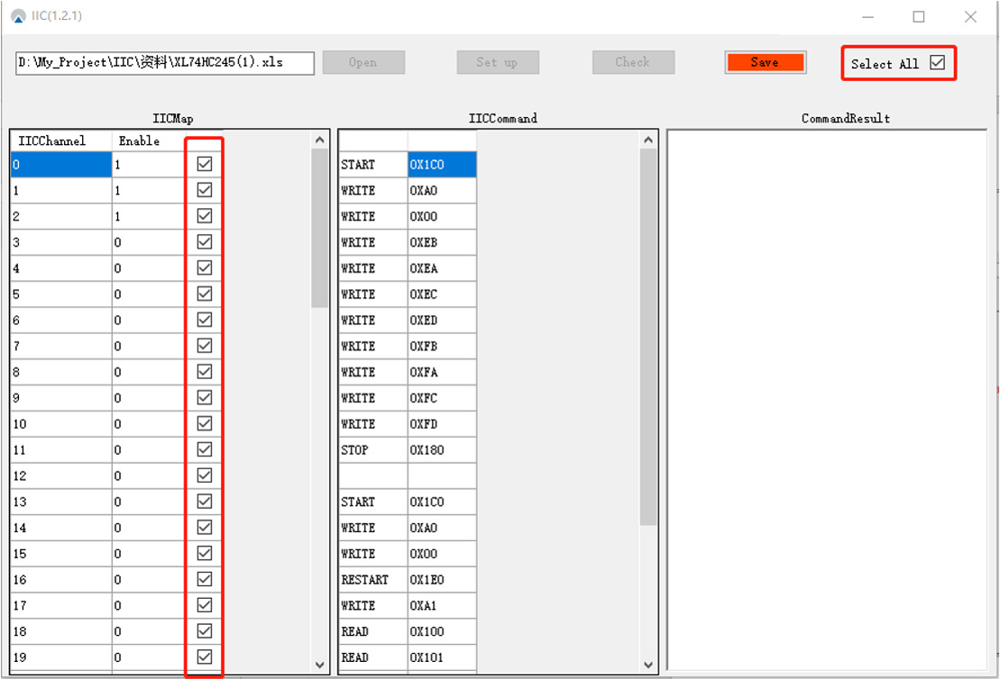 IIC(1.2.1)
D:\My_Project\IIC\资料\XL74HC245(1).xls Open Set up Check Save Select All
IICMap IICCommand CommandResult
IICChannel Enable
0 1 START 0X1C0
1 1 WRITE 0XA0
2 1 WRITE 0X00
3 0 WRITE 0XEB
4 0 WRITE 0XEA
5 0 WRITE 0XEC
6 0 WRITE 0XED
7 0 WRITE 0XFB
8 0 WRITE 0XFA
9 0 WRITE 0XFC
10 0 WRITE 0XFD
11 0 STOP 0X180
12 0
13 0 START 0X1C0
14 0 WRITE 0XA0
15 0 WRITE 0X00
16 0 RESTART 0X1E0
17 0 WRITE 0XA1
18 0 READ 0X100
19 0 READ 0X101